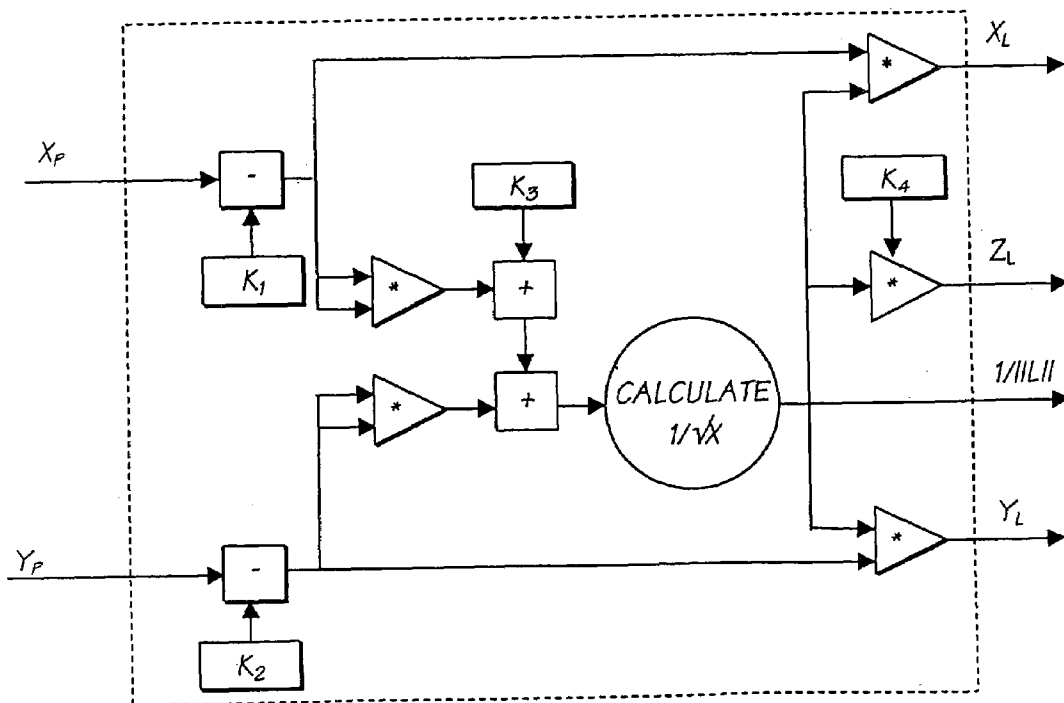 X_L
*
X_P
-
K_3
K_4
K_1
*
+
Z_L
*
*
+
CALCULATE
1/√X
1/||L||
Y_P
-
*
Y_L
K_2